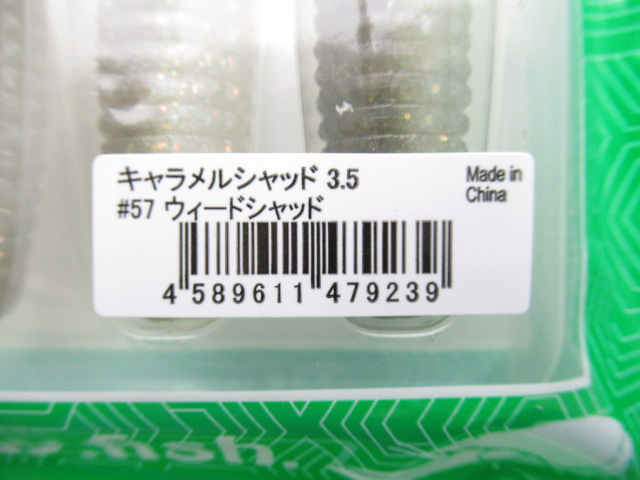 キャラメルシャッド 3.5
Made in
China
#57 ウィードシャッド
4 589611 479239
fish.